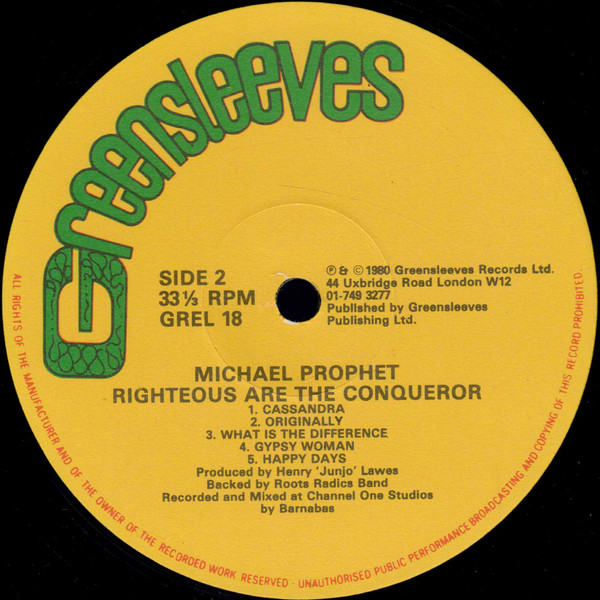 Greensleeves
SIDE 2
33⅓ RPM
GREL 18
℗ & © 1980 Greensleeves Records Ltd.
44 Uxbridge Road London W12
01-749 3277
Published by Greensleeves
Publishing Ltd.
MICHAEL PROPHET
RIGHTEOUS ARE THE CONQUEROR
1. CASSANDRA
2. ORIGINALLY
3. WHAT IS THE DIFFERENCE
4. GYPSY WOMAN
5. HAPPY DAYS
Produced by Henry 'Junjo' Lawes
Backed by Roots Radics Band
Recorded and Mixed at Channel One Studios
by Barnabas
ALL RIGHTS OF THE MANUFACTURER AND OF THE OWNER OF THE RECORDED WORK RESERVED · UNAUTHORISED PUBLIC PERFORMANCE BROADCASTING AND COPYING OF THIS RECORD PROHIBITED.